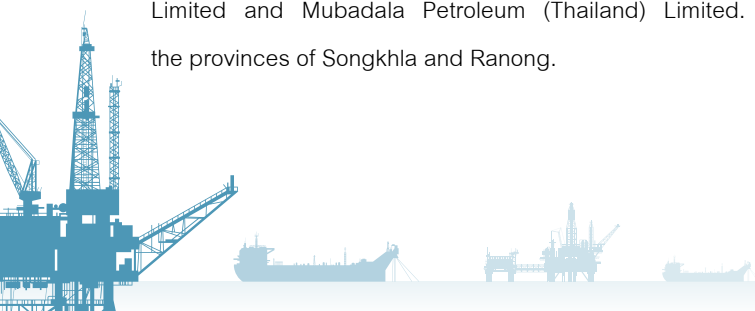 Limited and Mubadala Petroleum (Thailand) Limited.
the provinces of Songkhla and Ranong.